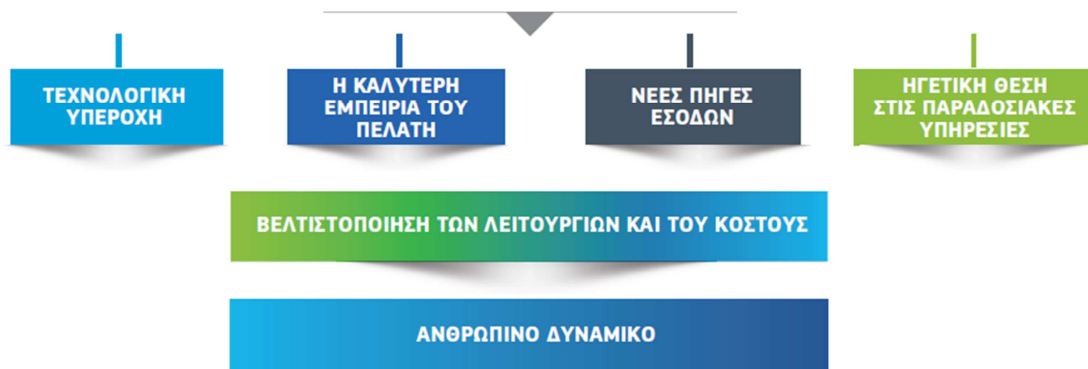 ΤΕΧΝΟΛΟΓΙΚΗ
ΥΠΕΡΟΧΗ
Η ΚΑΛΥΤΕΡΗ
ΕΜΠΕΙΡΙΑ ΤΟΥ
ΠΕΛΑΤΗ
ΝΕΕΣ ΠΗΓΕΣ
ΕΣΟΔΩΝ
ΗΓΕΤΙΚΗ ΘΕΣΗ
ΣΤΙΣ ΠΑΡΑΔΟΣΙΑΚΕΣ
ΥΠΗΡΕΣΙΕΣ
ΒΕΛΤΙΣΤΟΠΟΙΗΣΗ ΤΩΝ ΛΕΙΤΟΥΡΓΙΩΝ ΚΑΙ ΤΟΥ ΚΟΣΤΟΥΣ
ΑΝΘΡΩΠΙΝΟ ΔΥΝΑΜΙΚΟ